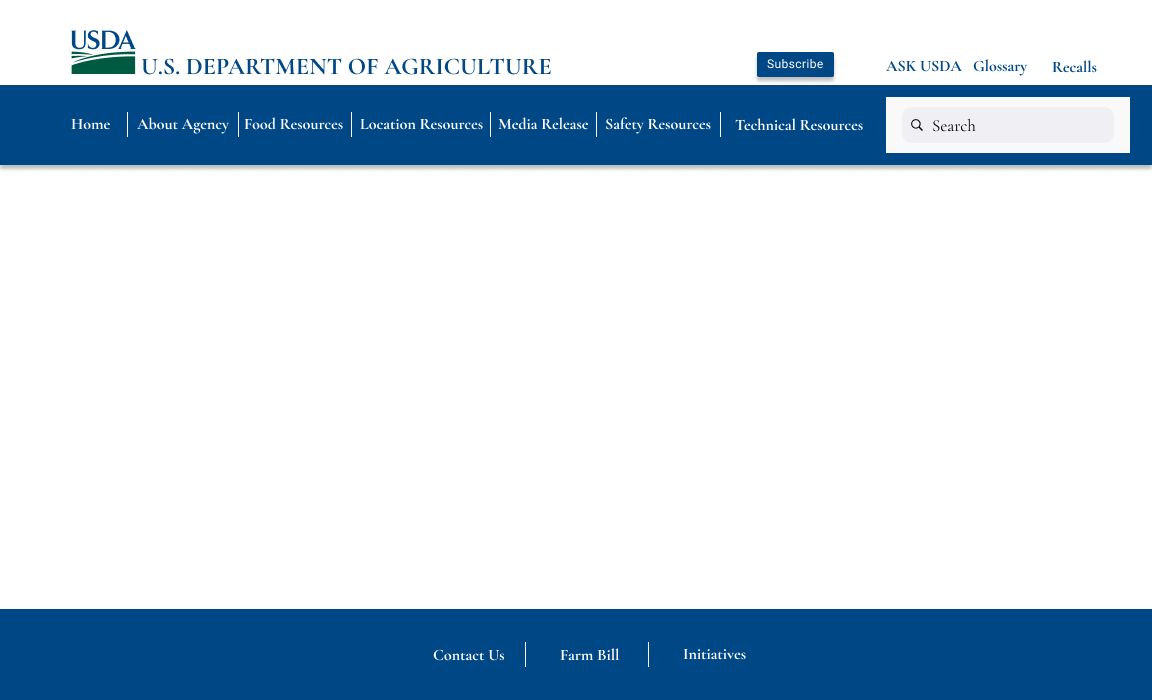 USDA
U.S. DEPARTMENT OF AGRICULTURE
Subscribe
ASK USDA Glossary Recalls
Home About Agency Food Resources Location Resources Media Release Safety Resources Technical Resources Search
Contact Us Farm Bill Initiatives